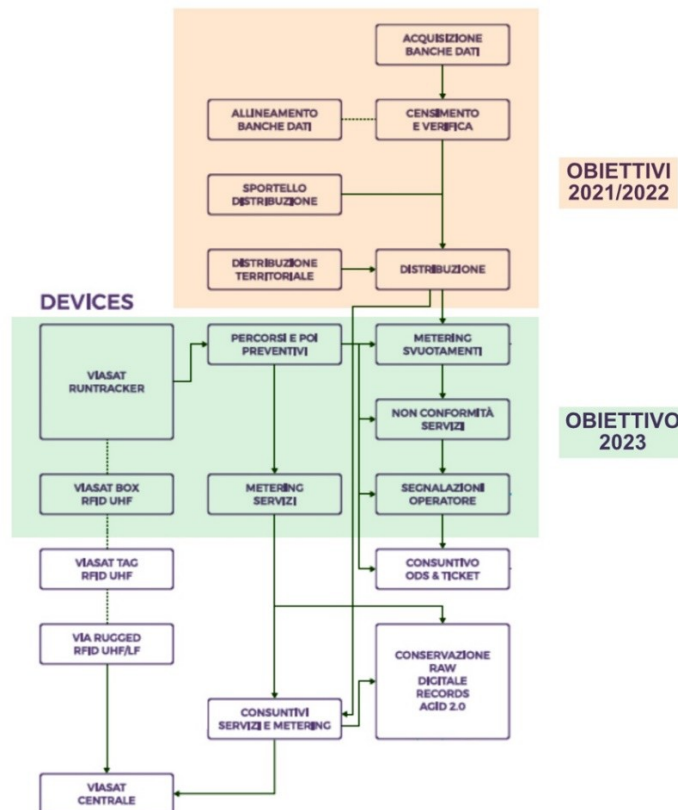 ACQUISIZIONE
BANCHE DATI
ALLINEAMENTO
BANCHE DATI
CENSIMENTO
E VERIFICA
OBIETTIVI
2021/2022
SPORTELLO
DISTRIBUZIONE
DISTRIBUZIONE
TERRITORIALE
DISTRIBUZIONE
DEVICES
VIASAT
RUNTRACKER
PERCORSI E POI
PREVENTIVI
METERING
SVUOTAMENTI
NON CONFORMITÀ
SERVIZI
OBIETTIVO
2023
VIASAT BOX
RFID UHF
METERING
SERVIZI
SEGNALAZIONI
OPERATORE
VIASAT TAG
RFID UHF
CONSUNTIVO
ODS & TICKET
VIA RUGGED
RFID UHF/LF
CONSERVAZIONE
RAW
DIGITALE
RECORDS
AGID 2.0
CONSUNTIVI
SERVIZI E METERING
VIASAT
CENTRALE